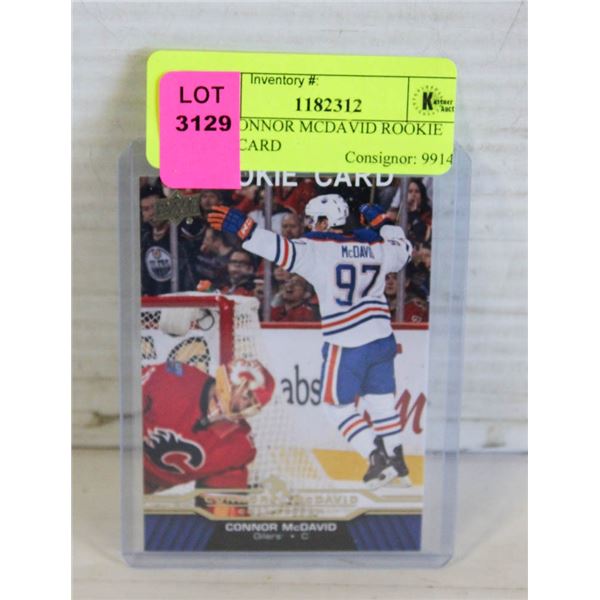 Inventory #:
LOT
3129
1182312
ONNOR MCDAVID ROOKIE
CARD
Consignor: 9914
OKIE CARD
McDAVID
97
abs
CONNOR McDAVID
Oilers • C